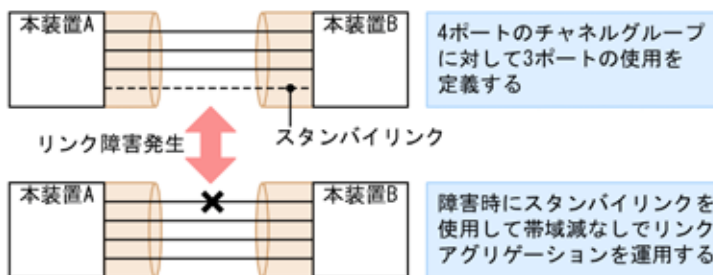 本装置A
本装置B
4ポートのチャネルグループ
に対して3ポートの使用を
定義する
リンク障害発生
スタンバイリンク
本装置A
本装置B
障害時にスタンバイリンクを
使用して帯域減なしでリンク
アグリゲーションを運用する